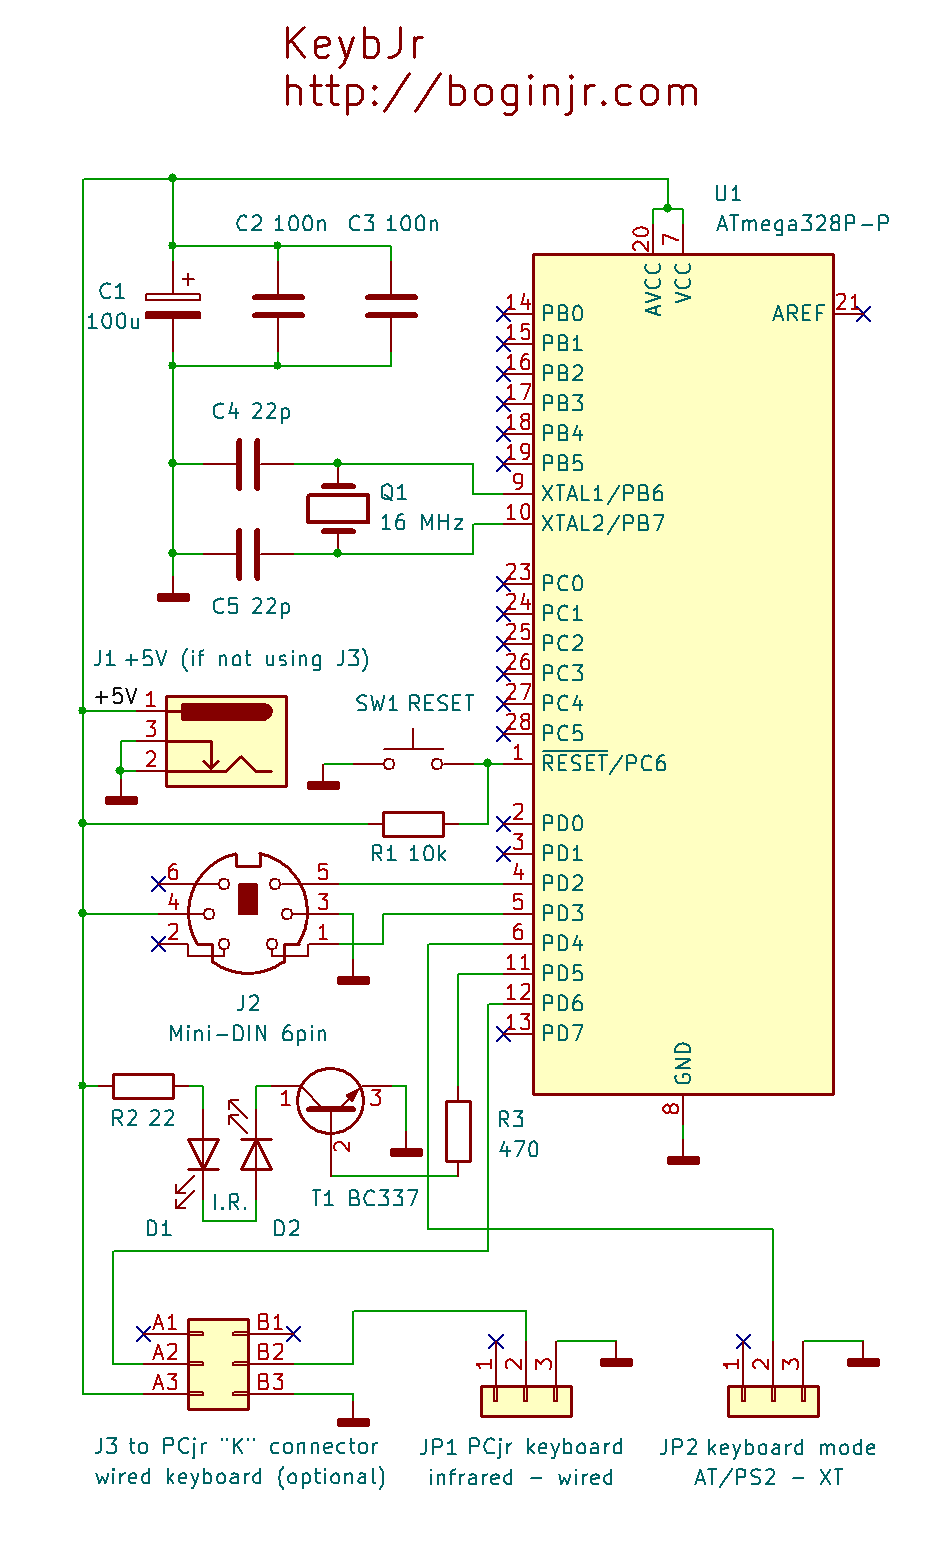 KeybJr
http://boginjr.com
U1
ATmega328P-P
C2 100n C3 100n
20 7
AVCC VCC
C1
100u
+
14 PB0
AREF 21
15 PB1
16 PB2
17 PB3
18 PB4
19 PB5
9 XTAL1/PB6
10 XTAL2/PB7
C4 22p
Q1
16 MHz
C5 22p
23 PC0
24 PC1
25 PC2
26 PC3
27 PC4
28 PC5
1 RESET/PC6
J1 +5V (if not using J3)
+5V 1
3
2
SW1 RESET
R1 10k
2 PD0
3 PD1
4 PD2
5 PD3
6 PD4
11 PD5
12 PD6
13 PD7
6 5
4 3
2 1
J2
Mini-DIN 6pin
GND
8
R2 22
1 3
2
R3
470
T1 BC337
I.R.
D1 D2
A1 B1
A2 B2
A3 B3
1 2 3
1 2 3
J3 to PCjr "K" connector
wired keyboard (optional)
JP1 PCjr keyboard
infrared - wired
JP2 keyboard mode
AT/PS2 - XT